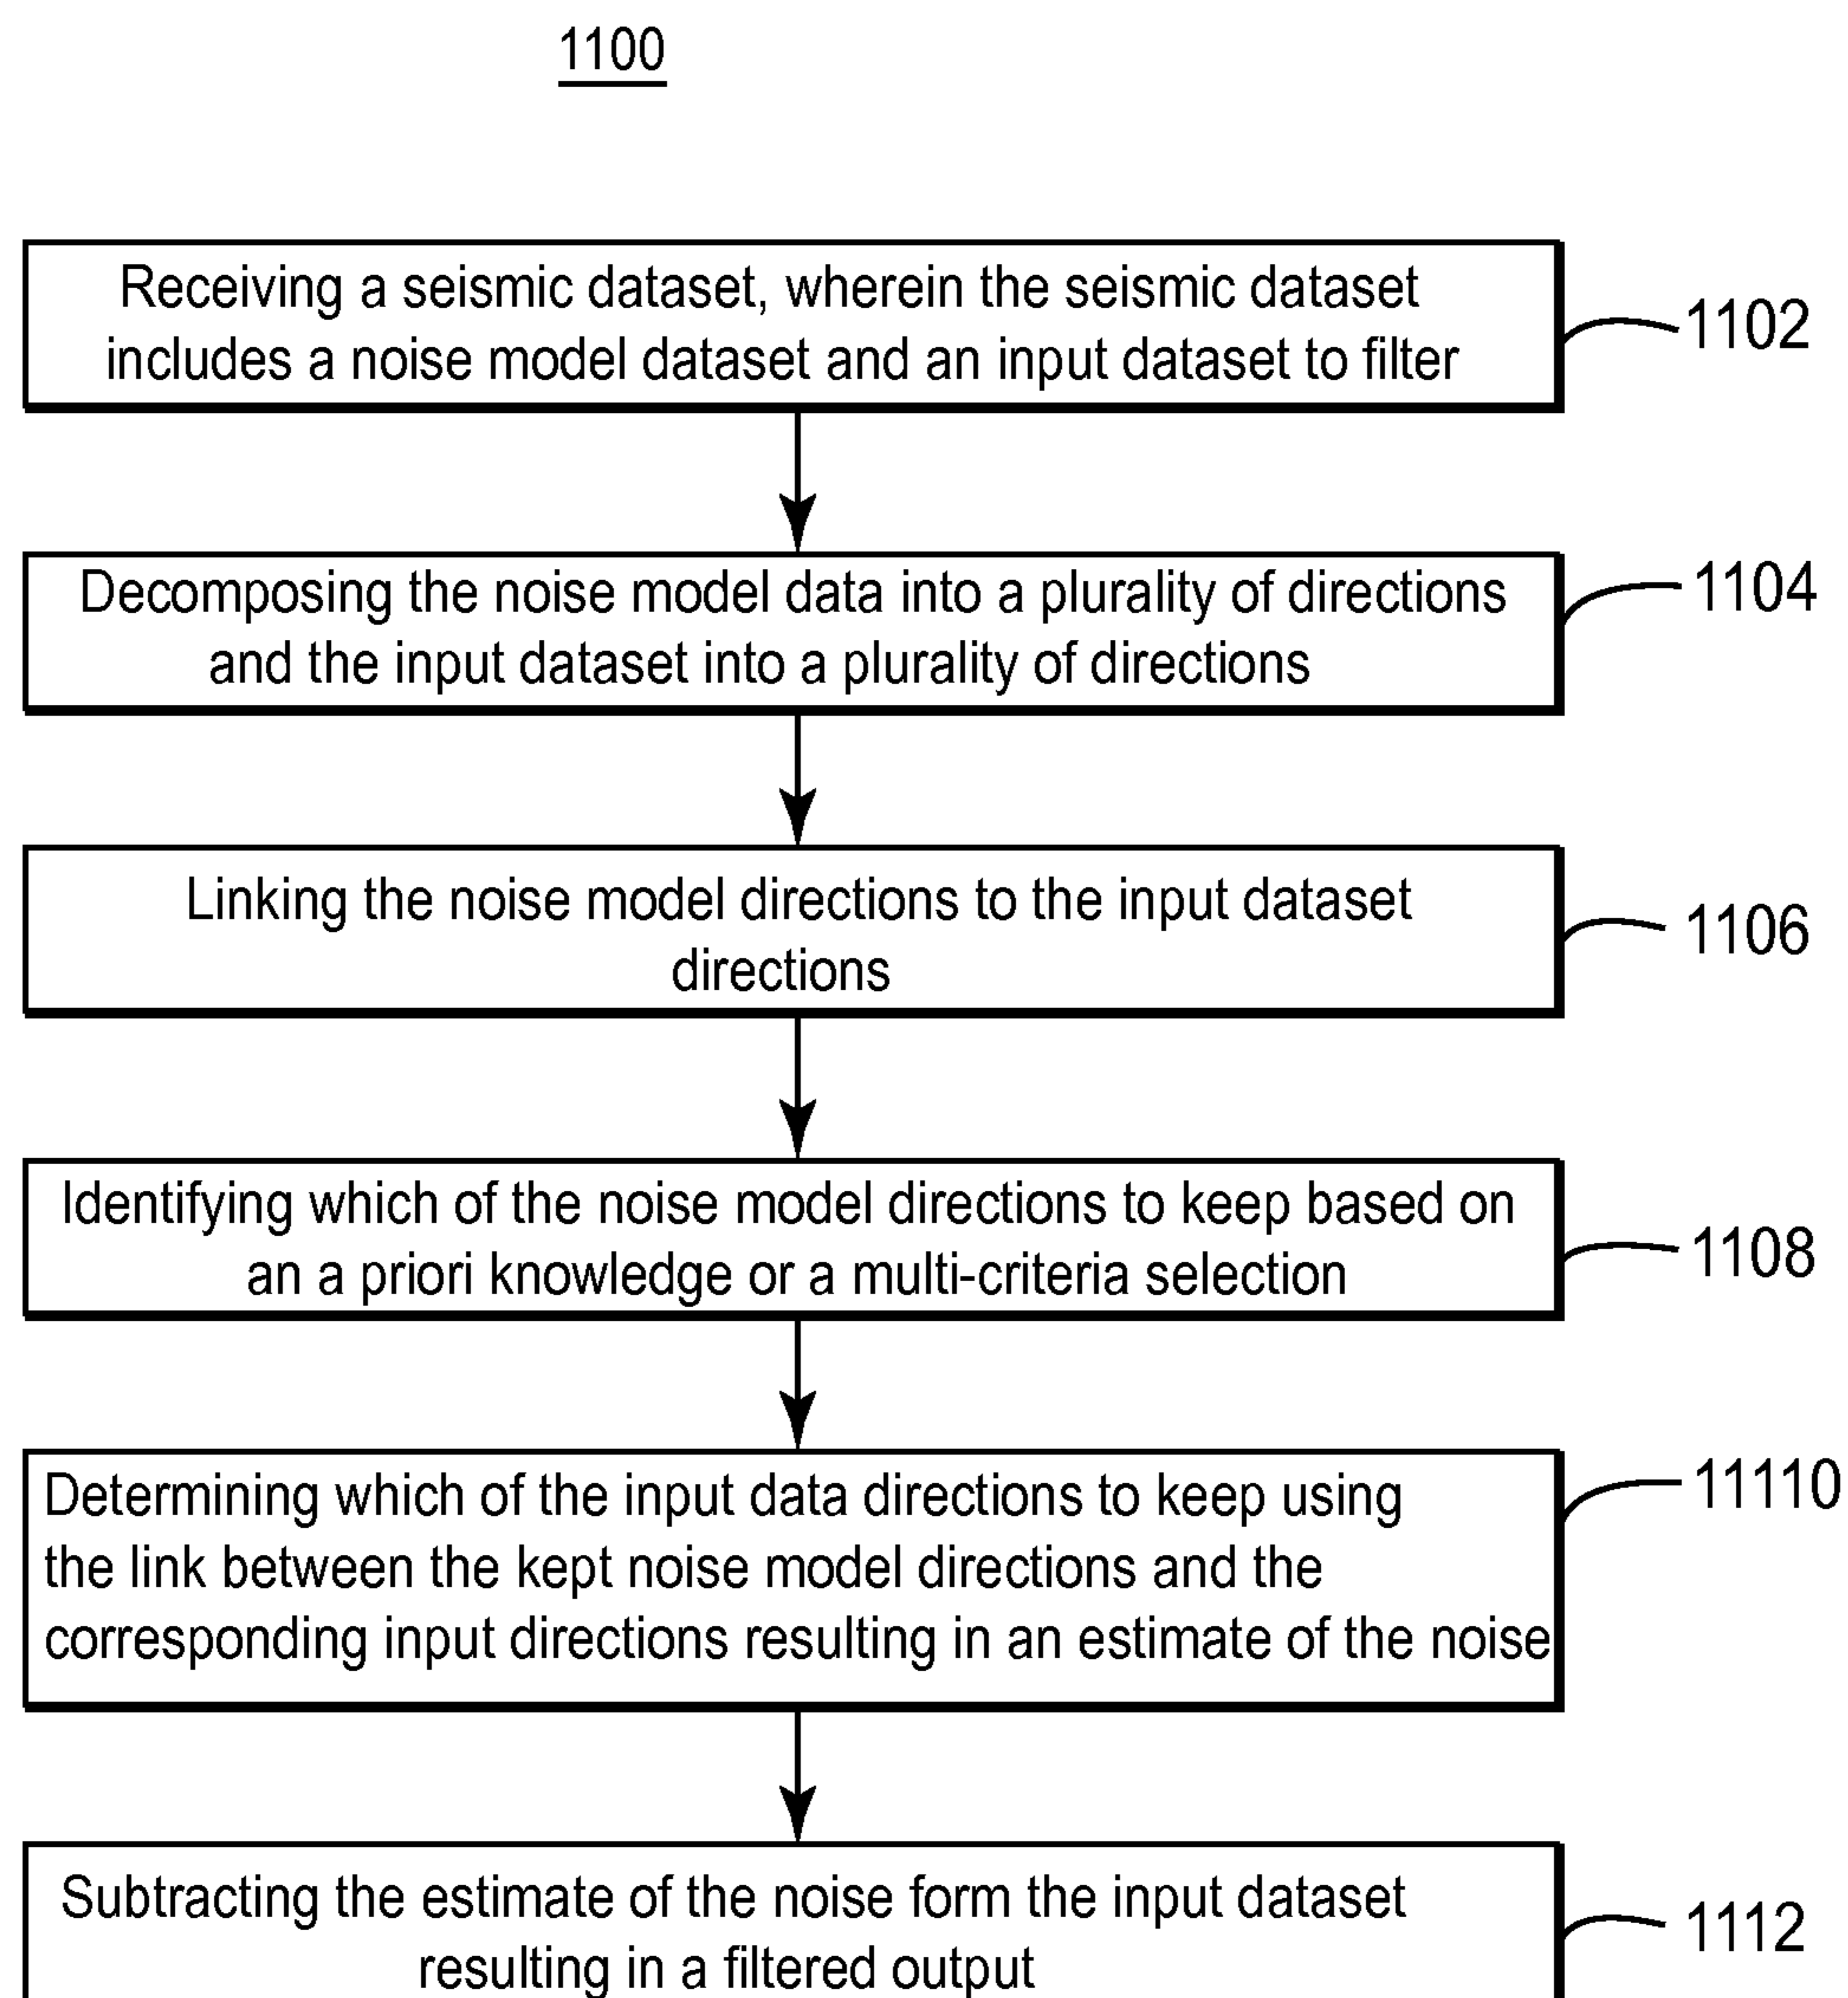 1100
Receiving a seismic dataset, wherein the seismic dataset
includes a noise model dataset and an input dataset to filter
1102
Decomposing the noise model data into a plurality of directions
and the input dataset into a plurality of directions
1104
Linking the noise model directions to the input dataset
directions
1106
Identifying which of the noise model directions to keep based on
an a priori knowledge or a multi-criteria selection
1108
Determining which of the input data directions to keep using
the link between the kept noise model directions and the
corresponding input directions resulting in an estimate of the noise
11110
Subtracting the estimate of the noise form the input dataset
resulting in a filtered output
1112